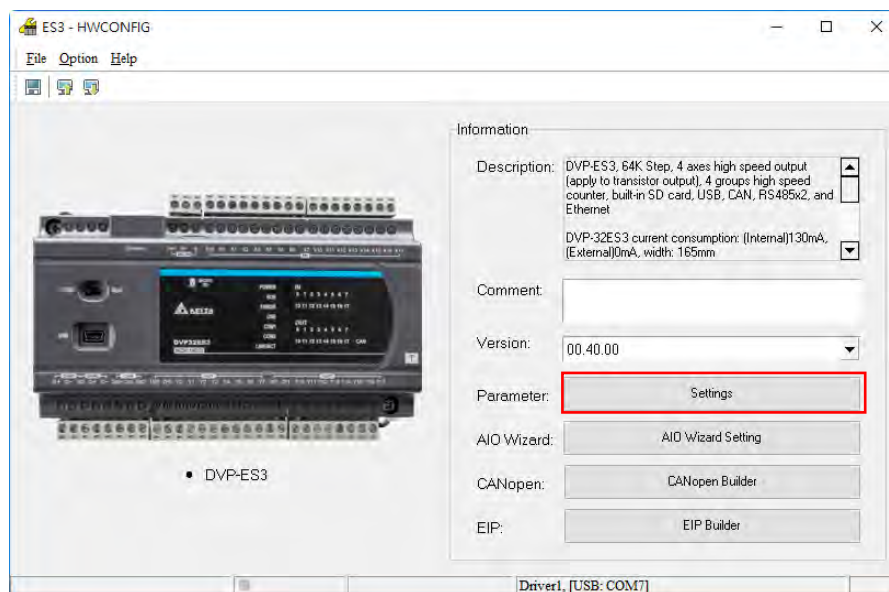 ES3 - HWCONFIG
File Option Help
Information
Description:
DVP-ES3, 64K Step, 4 axes high speed output
(apply to transistor output), 4 groups high speed
counter, built-in SD card, USB, CAN, RS485x2, and
Ethernet
DVP-32ES3 current consumption: (Internal)130mA,
(External)0mA, width: 165mm
Comment:
Version:
00.40.00
Parameter:
Settings
AIO Wizard:
AIO Wizard Setting
CANopen:
CANopen Builder
EIP:
EIP Builder
DELTA
DVP32ES3
• DVP-ES3
Driver1, [USB: COM7]